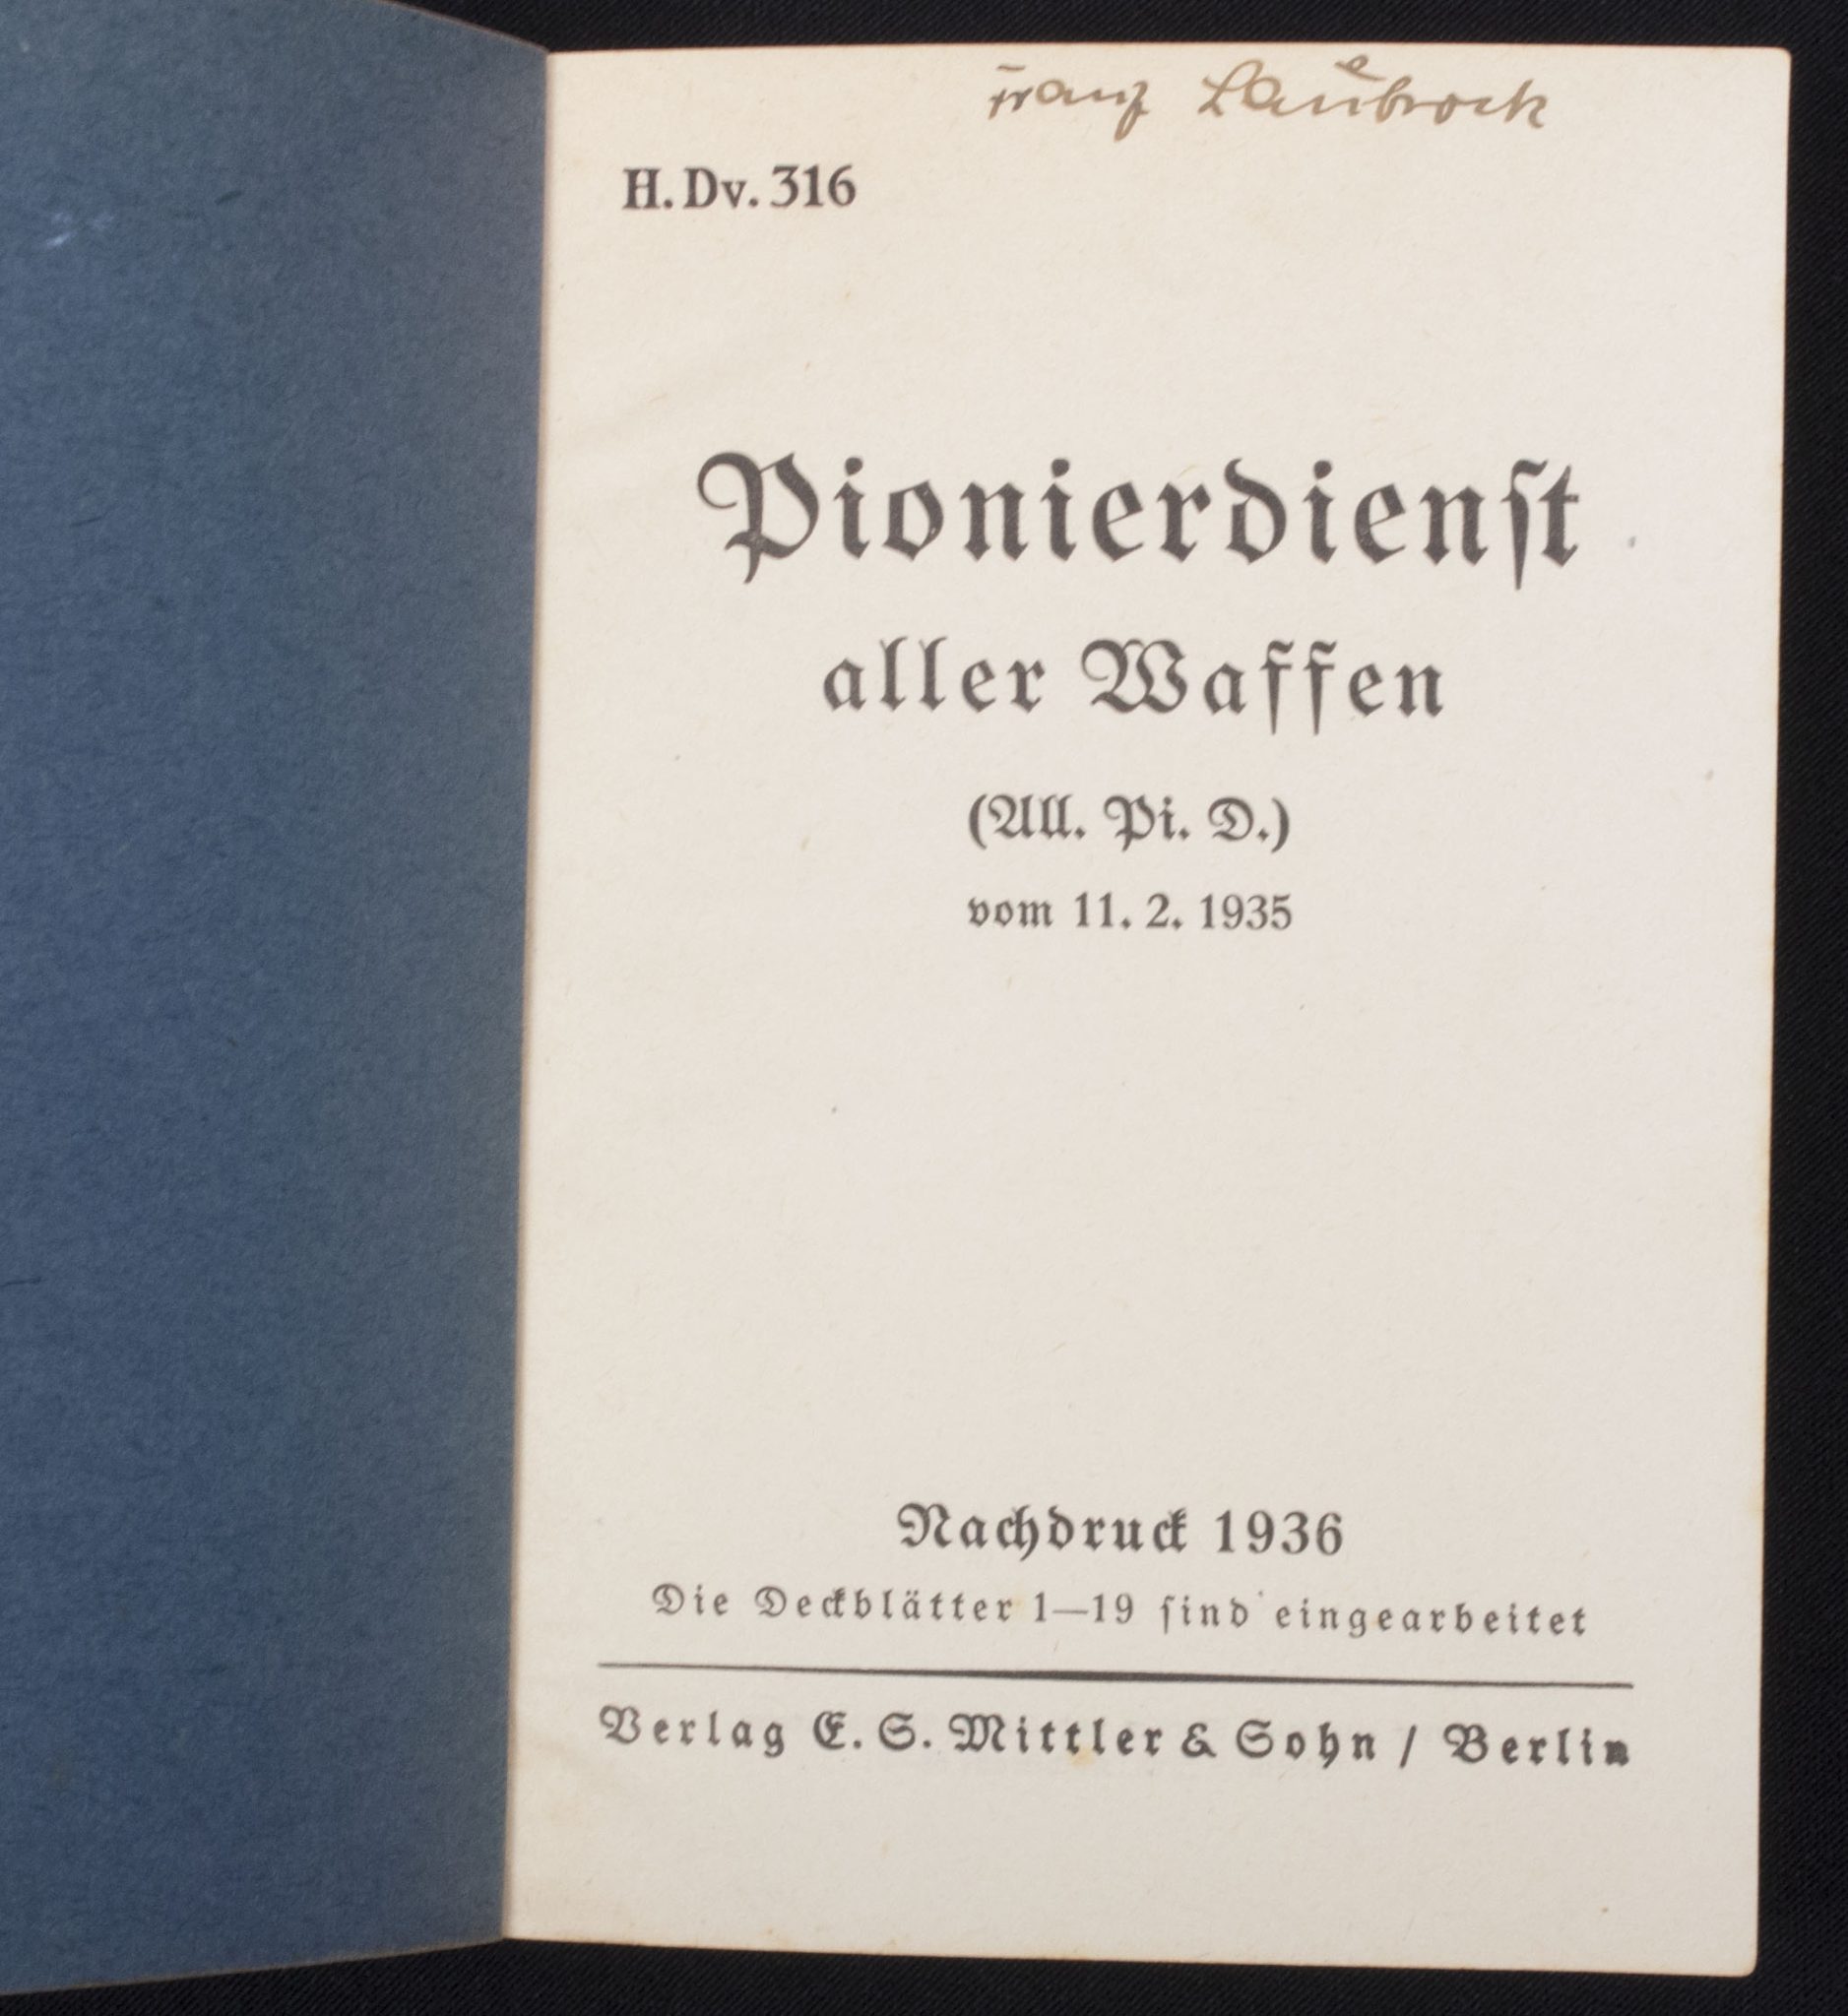 Franz Laubrock
H. Dv. 316
Pionierdienſt
aller Waffen
(All. Pi. D.)
vom 11. 2. 1935
Nachdruck 1936
Die Deckblätter 1—19 ſind eingearbeitet
Verlag E. S. Mittler & Sohn / Berlin